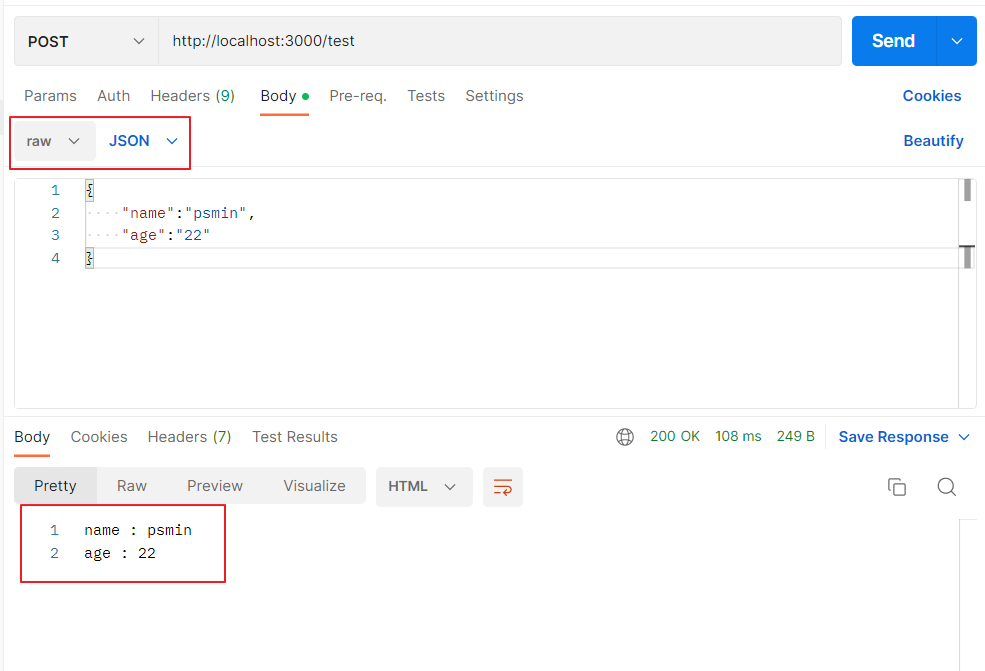 POST http://localhost:3000/test Send
Params Auth Headers (9) Body Pre-req. Tests Settings Cookies
raw JSON Beautify
1 {
2 ····"name":"psmin",
3 ····"age":"22"
4 }
Body Cookies Headers (7) Test Results 200 OK 108 ms 249 B Save Response
Pretty Raw Preview Visualize HTML
1 name : psmin
2 age : 22